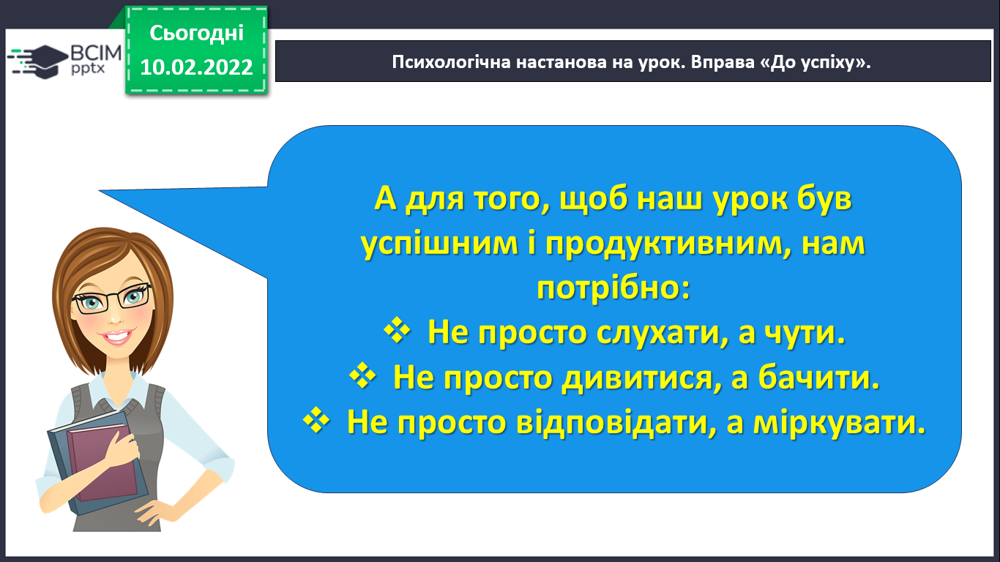 Сьогодні
10.02.2022
ВСІМ
pptx
Психологічна настанова на урок. Вправа «До успіху».
А для того, щоб наш урок був
успішним і продуктивним, нам
потрібно:
❖ Не просто слухати, а чути.
❖ Не просто дивитися, а бачити.
❖ Не просто відповідати, а міркувати.